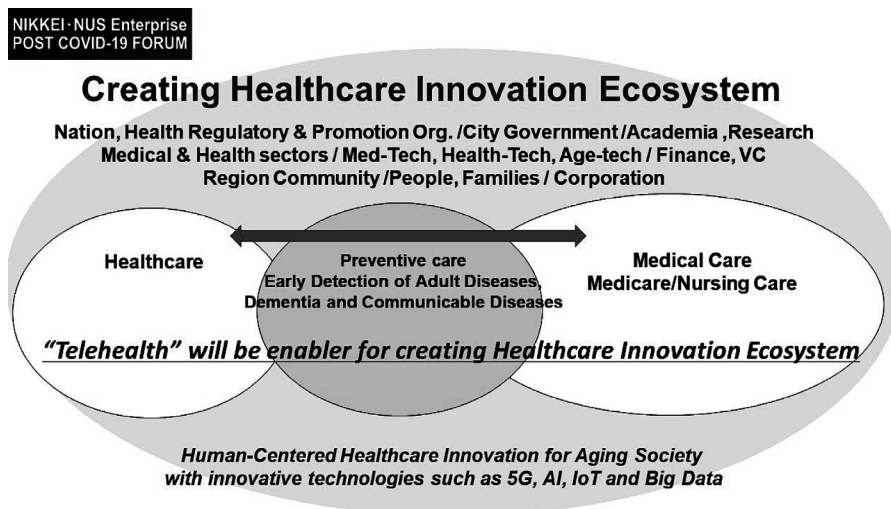 NIKKEI·NUS Enterprise
POST COVID-19 FORUM
Creating Healthcare Innovation Ecosystem
Nation, Health Regulatory & Promotion Org. /City Government /Academia ,Research
Medical & Health sectors / Med-Tech, Health-Tech, Age-tech / Finance, VC
Region Community /People, Families / Corporation
Healthcare
Preventive care
Early Detection of Adult Diseases,
Dementia and Communicable Diseases
Medical Care
Medicare/Nursing Care
“Telehealth” will be enabler for creating Healthcare Innovation Ecosystem
Human-Centered Healthcare Innovation for Aging Society
with innovative technologies such as 5G, AI, IoT and Big Data